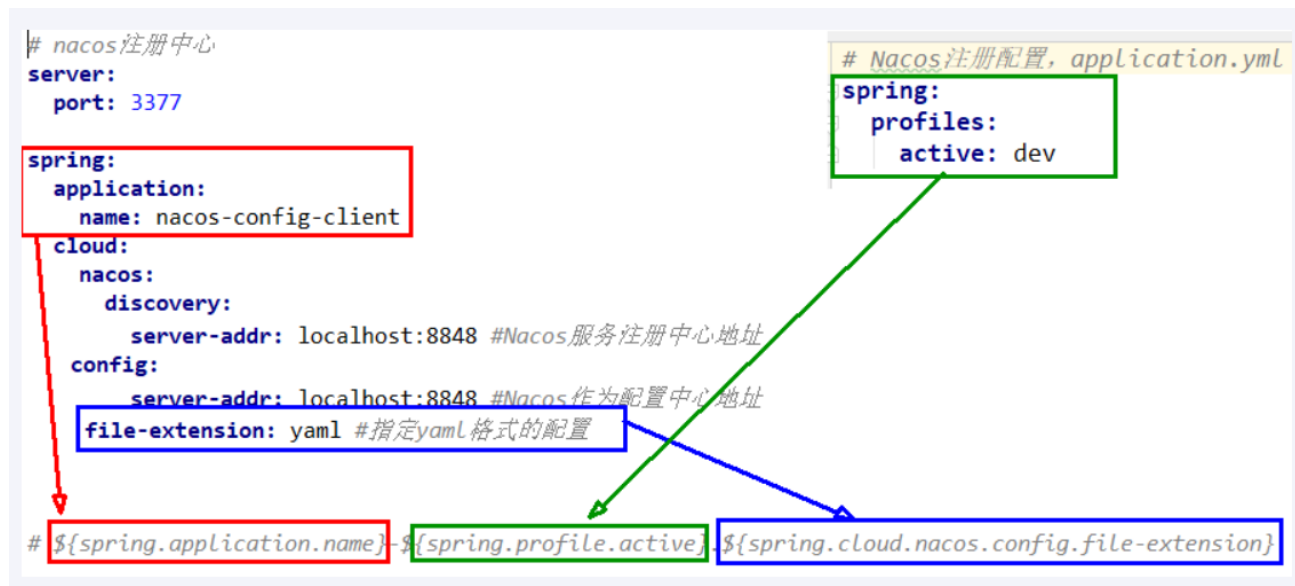 # nacos注册中心
server:
  port: 3377
spring:
  application:
    name: nacos-config-client
  cloud:
    nacos:
      discovery:
        server-addr: localhost:8848 #Nacos服务注册中心地址
   config:
        server-addr: localhost:8848 #Nacos作为配置中心地址
    file-extension: yaml #指定yaml格式的配置
# Nacos注册配置，application.yml
spring:
  profiles:
    active: dev
# ${spring.application.name}-${spring.profile.active}.${spring.cloud.nacos.config.file-extension}